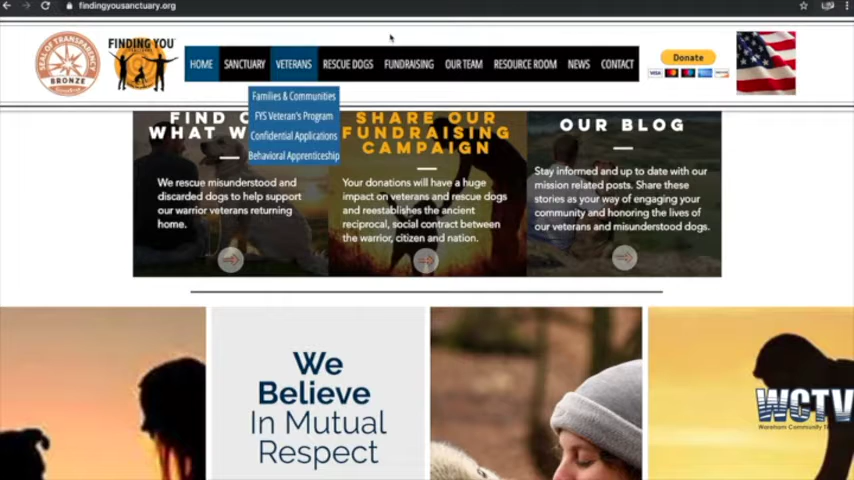 findingyousanctuary.org
SEAL OF TRANSPARENCY
BRONZE
FINDING YOU
HOME
SANCTUARY
VETERANS
RESCUE DOGS
FUNDRAISING
OUR TEAM
RESOURCE ROOM
NEWS
CONTACT
Donate
VISA
Families & Communities
FYS Veteran's Program
Confidential Applications
Behavioral Apprenticeship
FIND
WHAT
We rescue misunderstood and
discarded dogs to help support
our warrior veterans returning
home.
SHARE OUR
FUNDRAISING
CAMPAIGN
Your donations will have a huge
impact on veterans and rescue dogs
and reestablishes the ancient
reciprocal, social contract between
the warrior, citizen and nation.
OUR BLOG
Stay informed and up to date with our
mission related posts. Share these
stories as your way of engaging your
community and honoring the lives of
our veterans and misunderstood dogs.
We
Believe
In Mutual
Respect
WCTV
Wareham Community